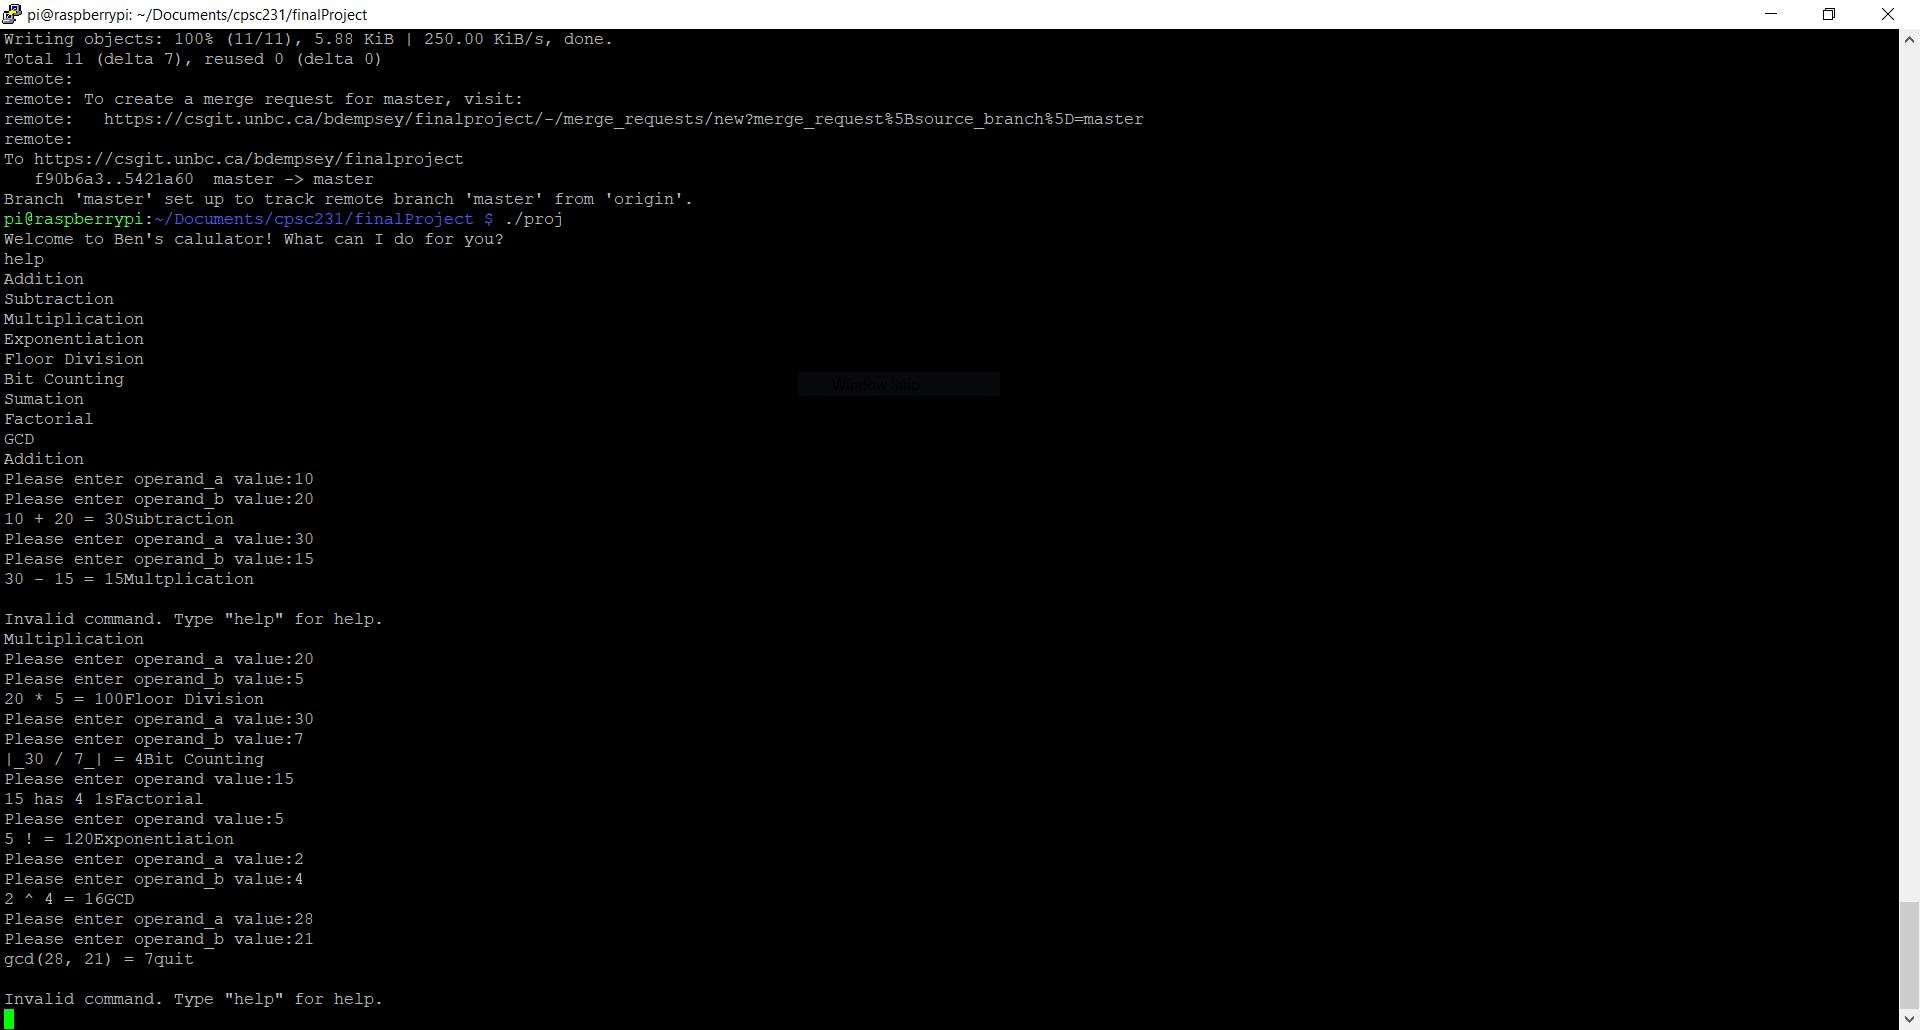 pi@raspberrypi: ~/Documents/cpsc231/finalProject
Writing objects: 100% (11/11), 5.88 KiB | 250.00 KiB/s, done.
Total 11 (delta 7), reused 0 (delta 0)
remote:
remote: To create a merge request for master, visit:
remote:   https://csgit.unbc.ca/bdempsey/finalproject/-/merge_requests/new?merge_request%5Bsource_branch%5D=master
remote:
To https://csgit.unbc.ca/bdempsey/finalproject
   f90b6a3..5421a60  master -> master
Branch 'master' set up to track remote branch 'master' from 'origin'.
pi@raspberrypi:~/Documents/cpsc231/finalProject $ ./proj
Welcome to Ben's calulator! What can I do for you?
help
Addition
Subtraction
Multiplication
Exponentiation
Floor Division
Bit Counting
Window Snip
Sumation
Factorial
GCD
Addition
Please enter operand_a value:10
Please enter operand_b value:20
10 + 20 = 30Subtraction
Please enter operand_a value:30
Please enter operand_b value:15
30 - 15 = 15Multplication

Invalid command. Type "help" for help.
Multiplication
Please enter operand_a value:20
Please enter operand_b value:5
20 * 5 = 100Floor Division
Please enter operand_a value:30
Please enter operand_b value:7
|_30 / 7_| = 4Bit Counting
Please enter operand value:15
15 has 4 1sFactorial
Please enter operand value:5
5 ! = 120Exponentiation
Please enter operand_a value:2
Please enter operand_b value:4
2 ^ 4 = 16GCD
Please enter operand_a value:28
Please enter operand_b value:21
gcd(28, 21) = 7quit

Invalid command. Type "help" for help.